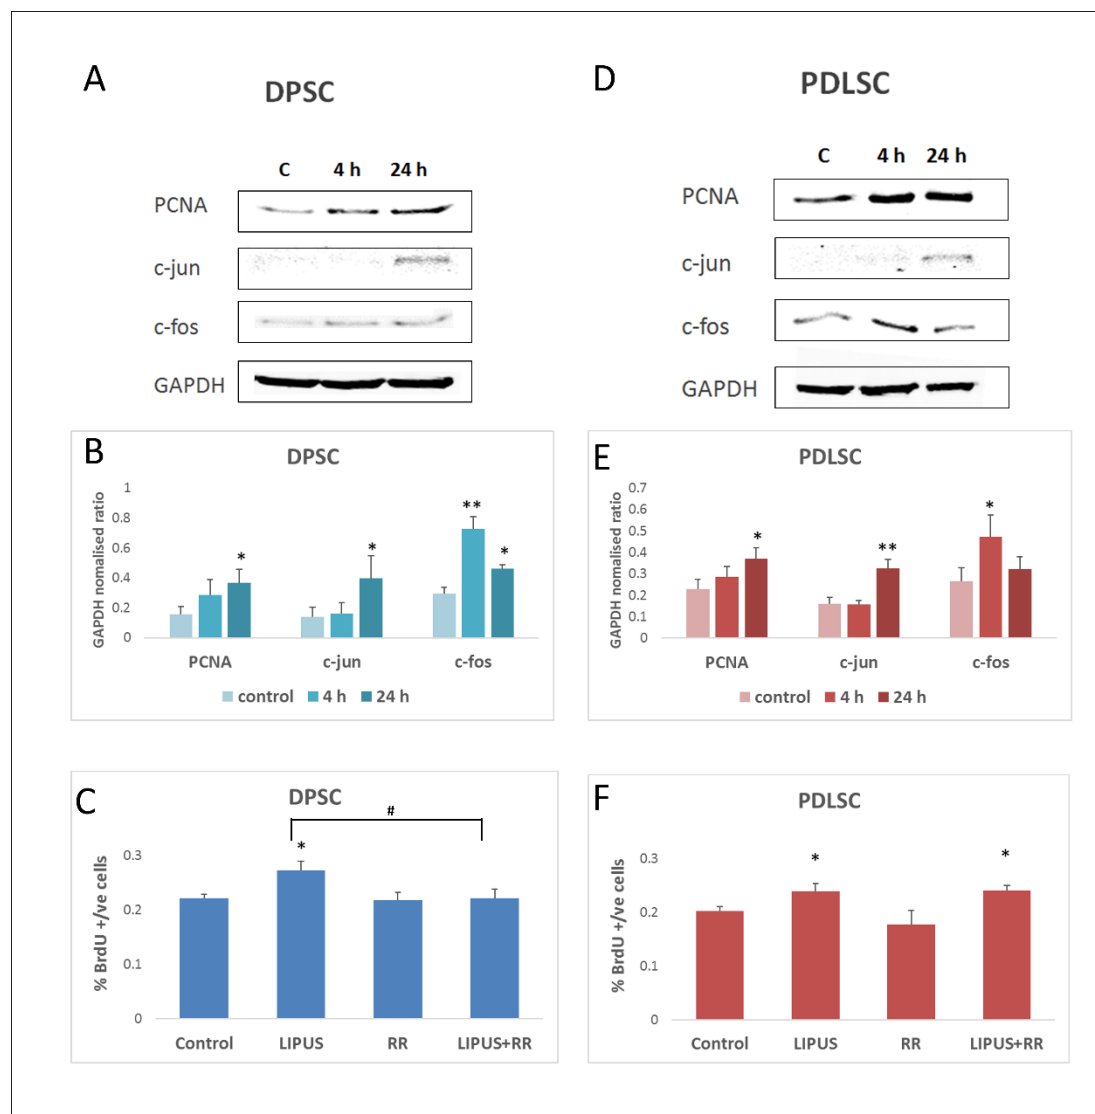 A
DPSC
C 4 h 24 h
PCNA
c-jun
c-fos
GAPDH
D
PDLSC
C 4 h 24 h
PCNA
c-jun
c-fos
GAPDH
B
DPSC
GAPDH nomalised ratio
1
0.8
0.6
0.4
0.2
0
* * ** *
PCNA c-jun c-fos
control 4 h 24 h
E
PDLSC
GAPDH nomalised ratio
0.7
0.6
0.5
0.4
0.3
0.2
0.1
0
* ** *
PCNA c-jun c-fos
control 4 h 24 h
C
DPSC
#
*
% BrdU +/ve cells
0.3
0.2
0.1
0
Control LIPUS RR LIPUS+RR
F
PDLSC
* *
% BrdU +/ve cells
0.3
0.2
0.1
0
Control LIPUS RR LIPUS+RR